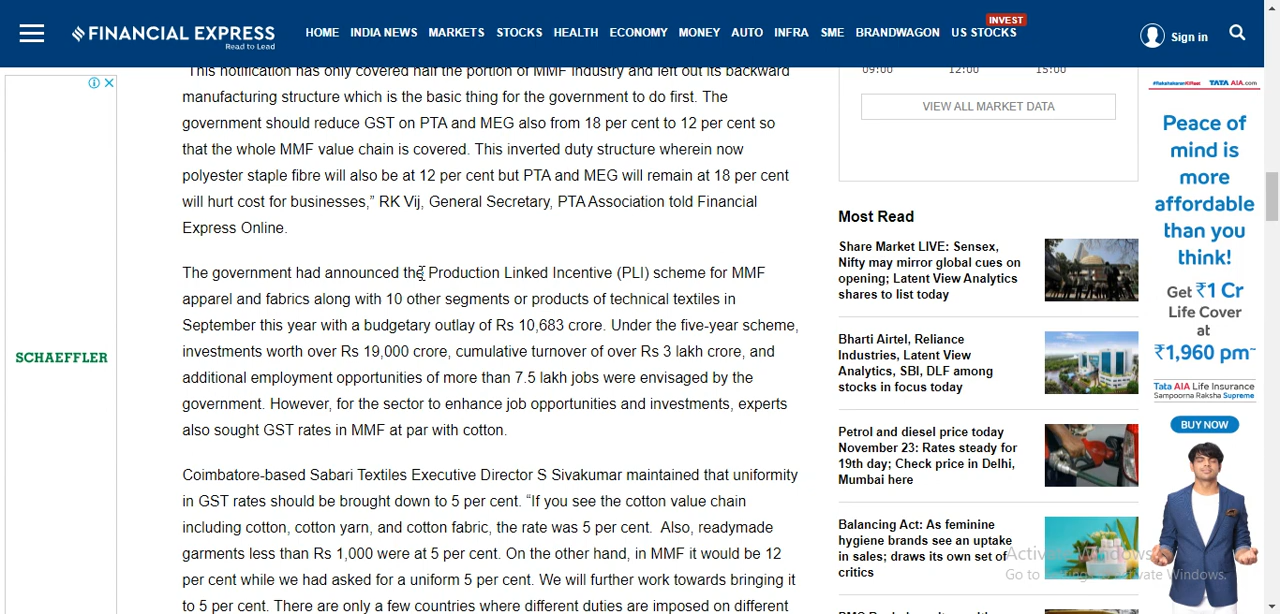 FINANCIAL EXPRESS
Read to Lead
HOME INDIA NEWS MARKETS STOCKS HEALTH ECONOMY MONEY AUTO INFRA SME BRANDWAGON US STOCKS
INVEST
Sign in
"This notification has only covered half the portion of MMF industry and left out its backward
manufacturing structure which is the basic thing for the government to do first. The
government should reduce GST on PTA and MEG also from 18 per cent to 12 per cent so
that the whole MMF value chain is covered. This inverted duty structure wherein now
polyester staple fibre will also be at 12 per cent but PTA and MEG will remain at 18 per cent
will hurt cost for businesses,” RK Vij, General Secretary, PTA Association told Financial
Express Online.
The government had announced the Production Linked Incentive (PLI) scheme for MMF
apparel and fabrics along with 10 other segments or products of technical textiles in
September this year with a budgetary outlay of Rs 10,683 crore. Under the five-year scheme,
investments worth over Rs 19,000 crore, cumulative turnover of over Rs 3 lakh crore, and
additional employment opportunities of more than 7.5 lakh jobs were envisaged by the
government. However, for the sector to enhance job opportunities and investments, experts
also sought GST rates in MMF at par with cotton.
Coimbatore-based Sabari Textiles Executive Director S Sivakumar maintained that uniformity
in GST rates should be brought down to 5 per cent. “If you see the cotton value chain
including cotton, cotton yarn, and cotton fabric, the rate was 5 per cent. Also, readymade
garments less than Rs 1,000 were at 5 per cent. On the other hand, in MMF it would be 12
per cent while we had asked for a uniform 5 per cent. We will further work towards bringing it
to 5 per cent. There are only a few countries where different duties are imposed on different
SCHAEFFLER
09:00 12:00 15:00
VIEW ALL MARKET DATA
Most Read
Share Market LIVE: Sensex,
Nifty may mirror global cues on
opening; Latent View Analytics
shares to list today
Bharti Airtel, Reliance
Industries, Latent View
Analytics, SBI, DLF among
stocks in focus today
Petrol and diesel price today
November 23: Rates steady for
19th day; Check price in Delhi,
Mumbai here
Balancing Act: As feminine
hygiene brands see an uptake
in sales; draws its own set of
critics
TATA AIA.com
Peace of
mind is
more
affordable
than you
think!
Get ₹1 Cr
Life Cover
at
₹1,960 pm~
Tata AIA Life Insurance
Sampoorna Raksha Supreme
BUY NOW
Activate Windows
Go to Settings to activate Windows.